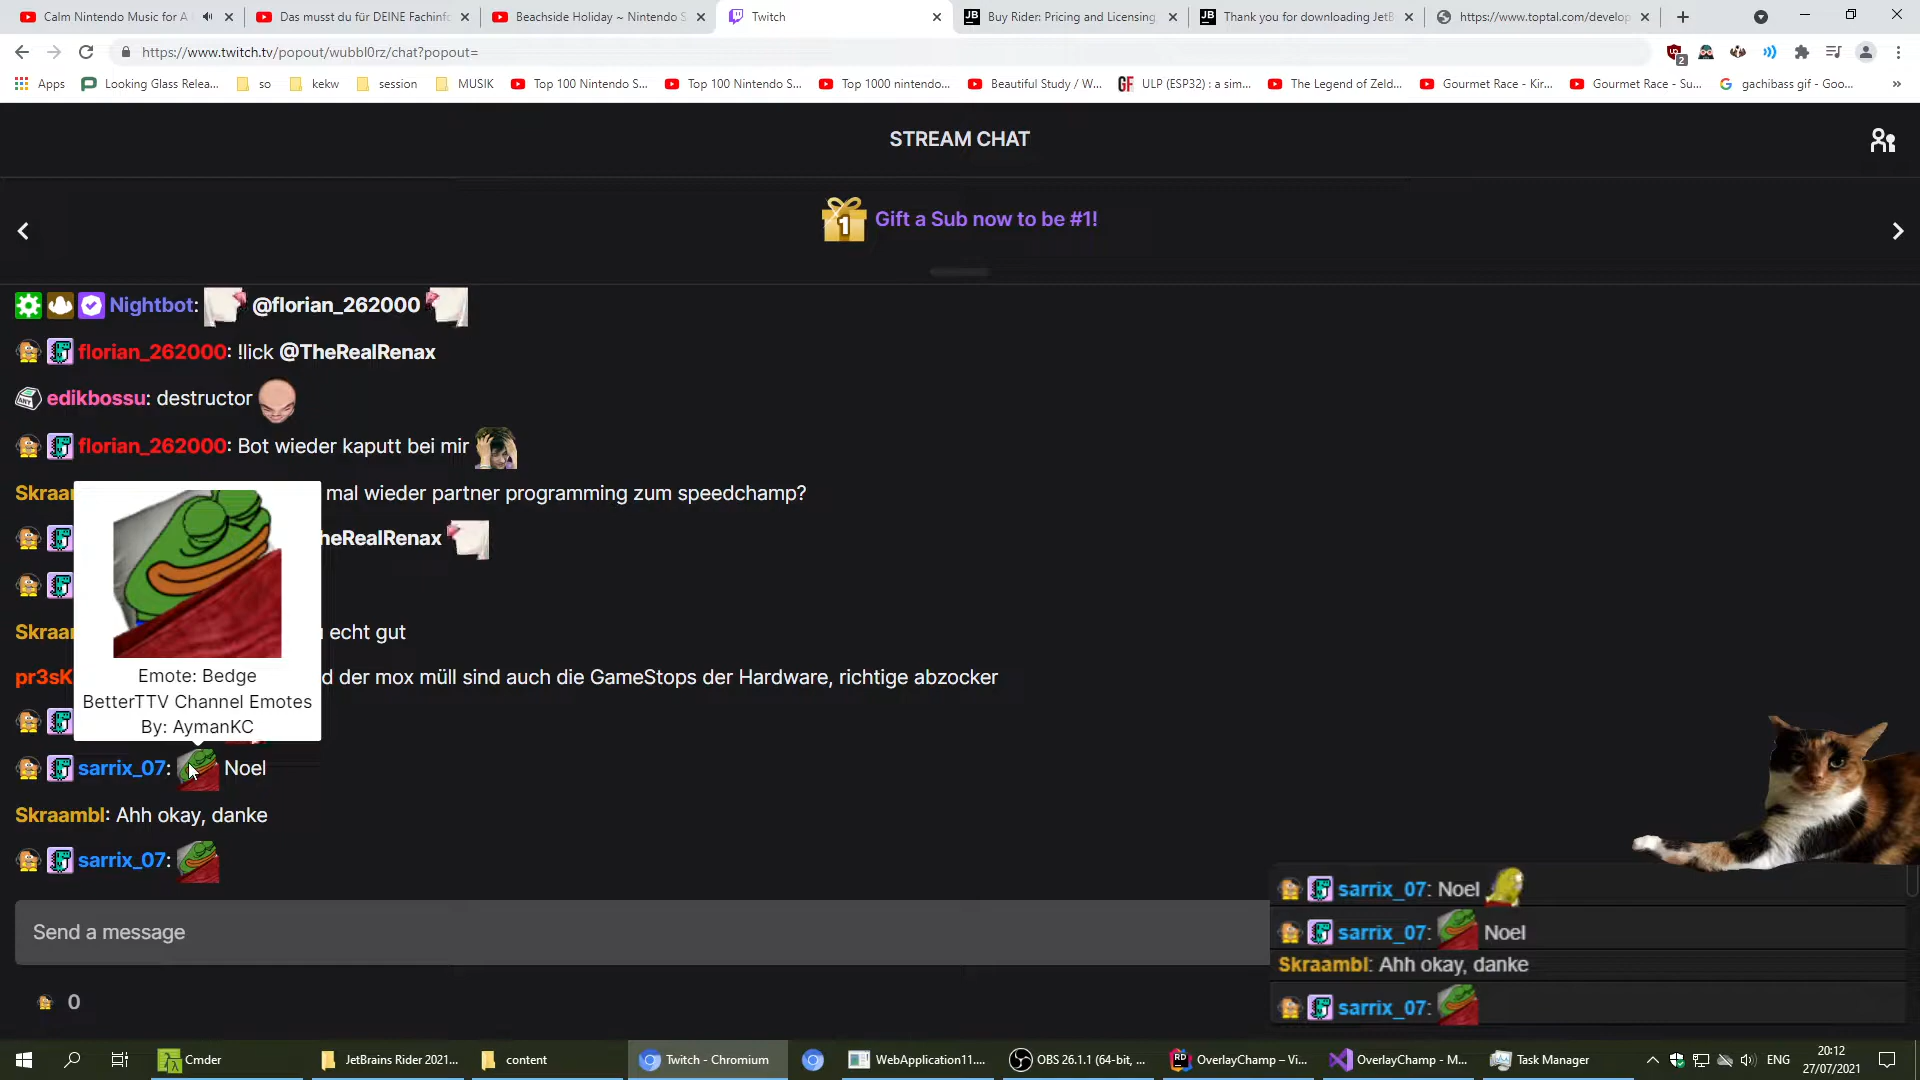 Calm Nintendo Music for A
Das musst du für DEINE Fachinfo
Beachside Holiday ~ Nintendo S
Twitch
Buy Rider: Pricing and Licensing,
Thank you for downloading JetB
https://www.toptal.com/develop
https://www.twitch.tv/popout/wubbl0rz/chat?popout=
2
Apps
Looking Glass Relea...
so
kekw
session
MUSIK
Top 100 Nintendo S...
Top 100 Nintendo S...
Top 1000 nintendo...
Beautiful Study / W...
GF
ULP (ESP32) : a sim...
The Legend of Zeld...
Gourmet Race - Kir...
Gourmet Race - Su...
gachibass gif - Goo...
STREAM CHAT
1
Gift a Sub now to be #1!
Nightbot: @florian_262000
florian_262000: !lick @TheRealRenax
edikbossu: destructor
florian_262000: Bot wieder kaputt bei mir
Skraa mal wieder partner programming zum speedchamp?
heRealRenax
Skraa echt gut
pr3sK d der mox müll sind auch die GameStops der Hardware, richtige abzocker
Emote: Bedge
BetterTTV Channel Emotes
By: AymanKC
sarrix_07: Noel
Skraambl: Ahh okay, danke
sarrix_07:
Send a message
0
sarrix_07: Noel
sarrix_07: Noel
Skraambl: Ahh okay, danke
sarrix_07:
Cmder
JetBrains Rider 2021...
content
Twitch - Chromium
WebApplication11....
OBS 26.1.1 (64-bit, ...
OverlayChamp – Vi...
OverlayChamp - M...
Task Manager
ENG
20:12
27/07/2021